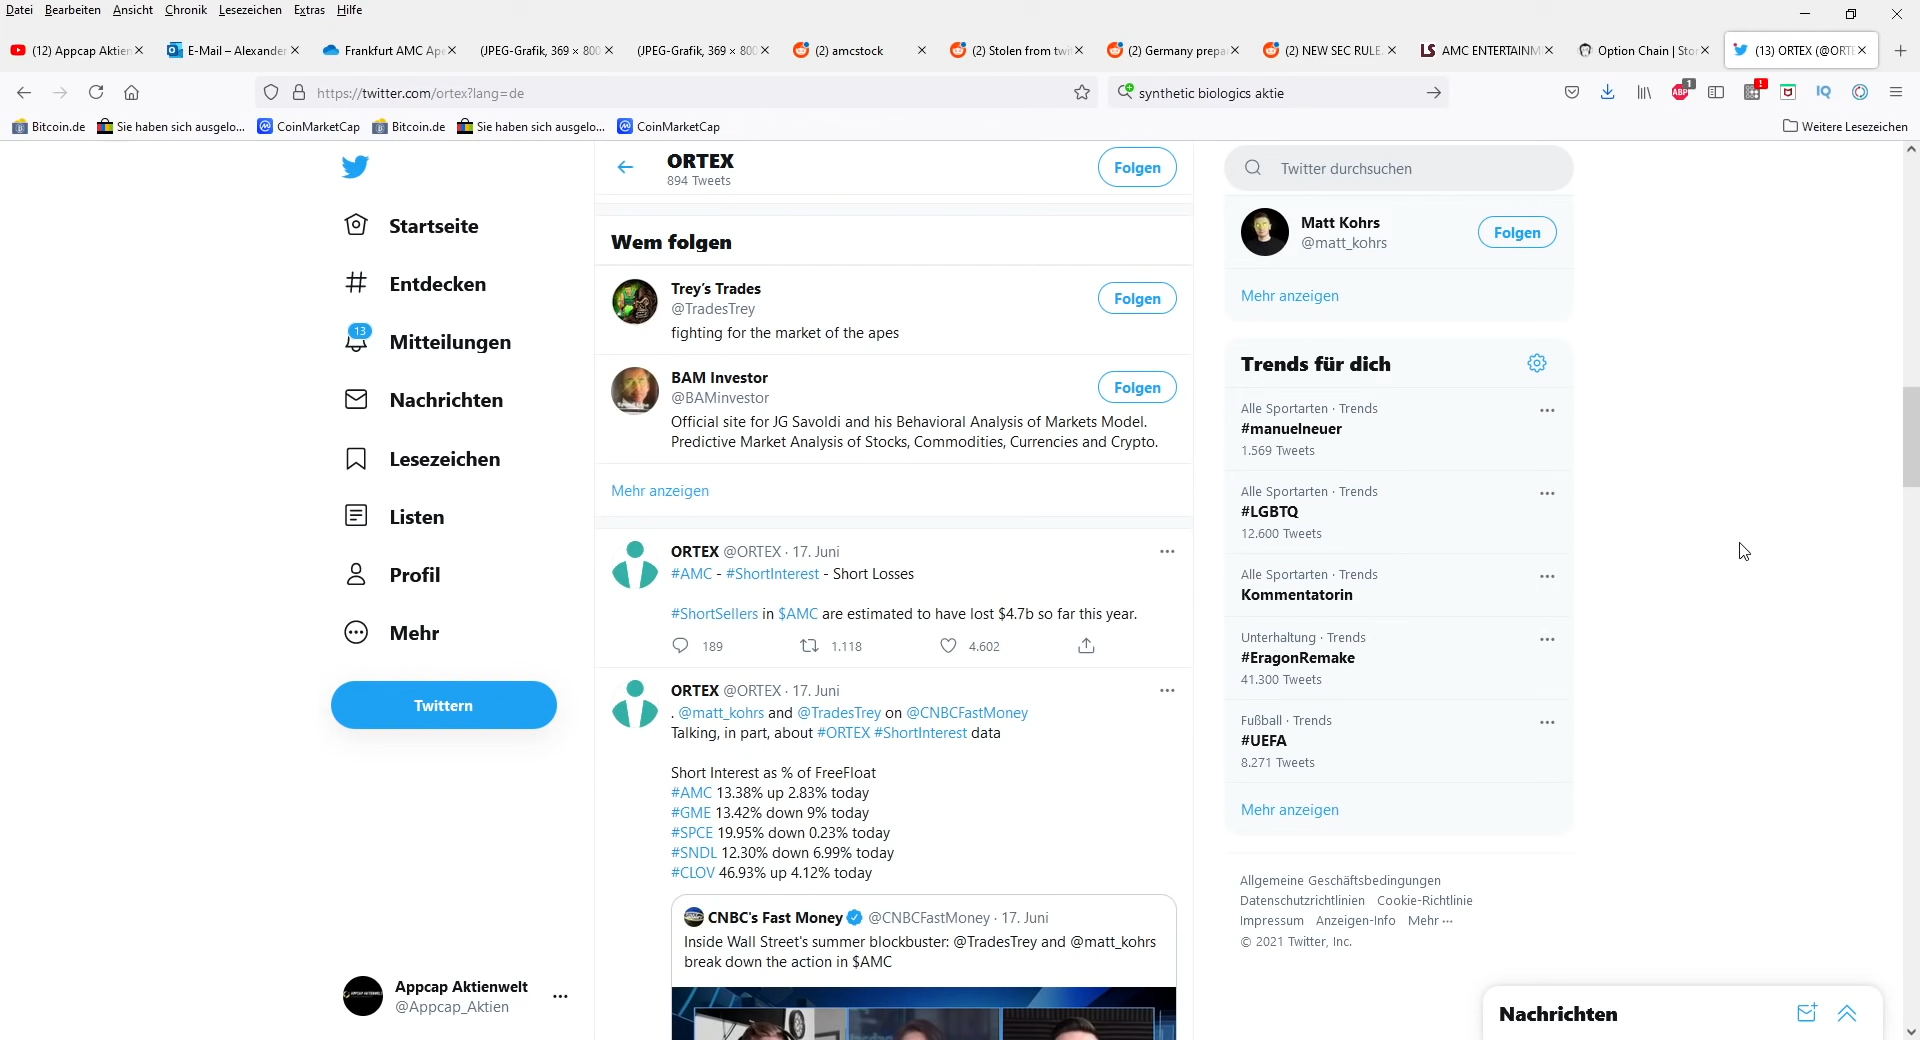 Datei Bearbeiten Ansicht Chronik Lesezeichen Extras Hilfe
(12) Appcap Aktien
E-Mail – Alexander
Frankfurt AMC Ape
(JPEG-Grafik, 369 × 800
(JPEG-Grafik, 369 × 800
(2) amcstock
(2) Stolen from twi
(2) Germany prepa
(2) NEW SEC RULE.
LS AMC ENTERTAINM
Option Chain | Sto
(13) ORTEX (@ORTE
https://twitter.com/ortex?lang=de
synthetic biologics aktie
ABP 1
!
IQ
Bitcoin.de
Sie haben sich ausgelo...
CoinMarketCap
Bitcoin.de
Sie haben sich ausgelo...
CoinMarketCap
Weitere Lesezeichen
Startseite
Entdecken
13
Mitteilungen
Nachrichten
Lesezeichen
Listen
Profil
Mehr
Twittern
Appcap Aktienwelt
@Appcap_Aktien
ORTEX
894 Tweets
Folgen
Wem folgen
Trey's Trades
@TradesTrey
Folgen
fighting for the market of the apes
BAM Investor
@BAMinvestor
Folgen
Official site for JG Savoldi and his Behavioral Analysis of Markets Model.
Predictive Market Analysis of Stocks, Commodities, Currencies and Crypto.
Mehr anzeigen
ORTEX @ORTEX · 17. Juni
#AMC - #ShortInterest - Short Losses
#ShortSellers in $AMC are estimated to have lost $4.7b so far this year.
189 1.118 4.602
ORTEX @ORTEX · 17. Juni
. @matt_kohrs and @TradesTrey on @CNBCFastMoney
Talking, in part, about #ORTEX #ShortInterest data
Short Interest as % of FreeFloat
#AMC 13.38% up 2.83% today
#GME 13.42% down 9% today
#SPCE 19.95% down 0.23% today
#SNDL 12.30% down 6.99% today
#CLOV 46.93% up 4.12% today
CNBC's Fast Money @CNBCFastMoney · 17. Juni
Inside Wall Street's summer blockbuster: @TradesTrey and @matt_kohrs
break down the action in $AMC
Twitter durchsuchen
Matt Kohrs
@matt_kohrs
Folgen
Mehr anzeigen
Trends für dich
Alle Sportarten · Trends
#manuelneuer
1.569 Tweets
Alle Sportarten · Trends
#LGBTQ
12.600 Tweets
Alle Sportarten · Trends
Kommentatorin
Unterhaltung · Trends
#EragonRemake
41.300 Tweets
Fußball · Trends
#UEFA
8.271 Tweets
Mehr anzeigen
Allgemeine Geschäftsbedingungen
Datenschutzrichtlinien Cookie-Richtlinie
Impressum Anzeigen-Info Mehr ···
© 2021 Twitter, Inc.
Nachrichten